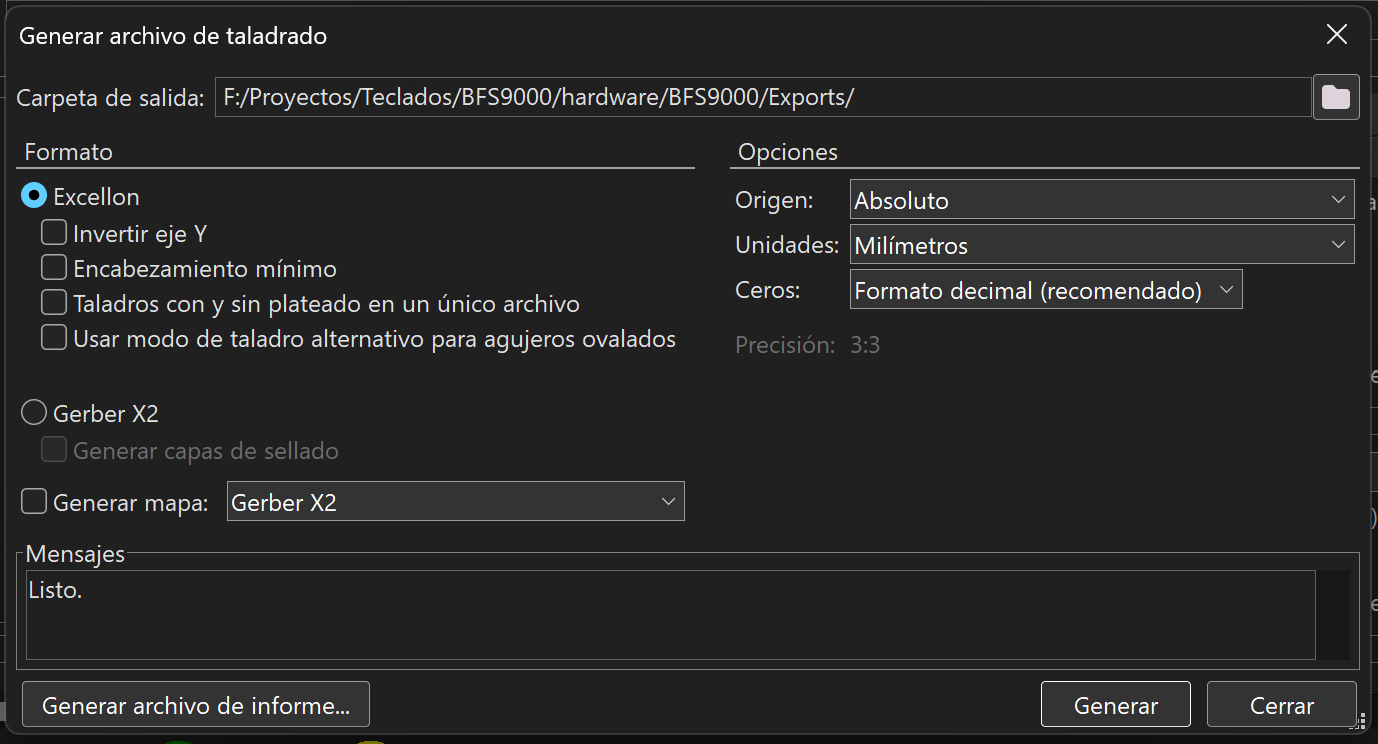 Generar archivo de taladrado
Carpeta de salida: F:/Proyectos/Teclados/BFS9000/hardware/BFS9000/Exports/
Formato
Excellon
Invertir eje Y
Encabezamiento mínimo
Taladros con y sin plateado en un único archivo
Usar modo de taladro alternativo para agujeros ovalados
Gerber X2
Generar capas de sellado
Generar mapa: Gerber X2
Opciones
Origen: Absoluto
Unidades: Milímetros
Ceros: Formato decimal (recomendado)
Precisión: 3:3
Mensajes
Listo.
Generar archivo de informe... Generar Cerrar